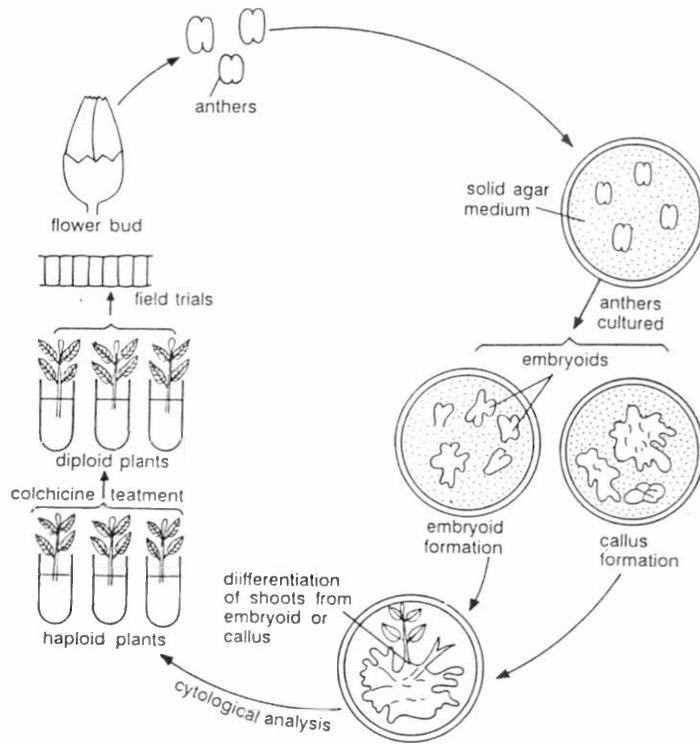 anthers
flower bud
solid agar
medium
anthers
cultured
embryoids
embryoid
formation
callus
formation
diifferentiation
of shoots from
embryoid or
callus
cytological analysis
haploid plants
colchicine teatment
diploid plants
field trials